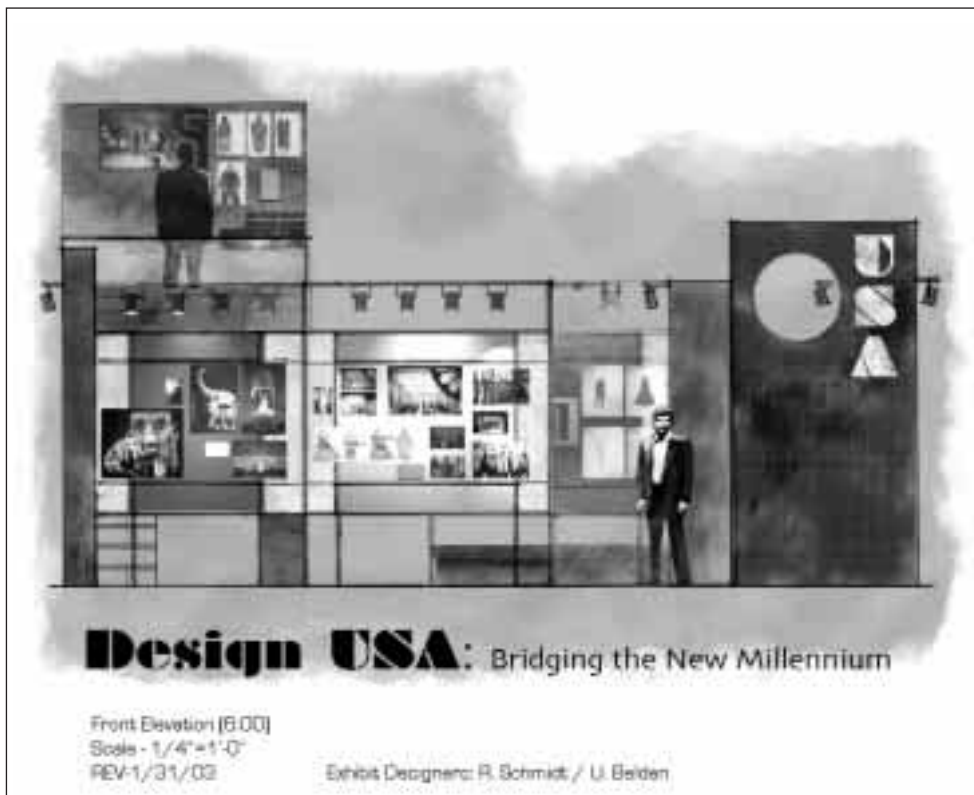 U
S
A
Design USA: Bridging the New Millennium
Front Elevation (6.00)
Scale - 1/4"=1'-0"
REV-1/31/03
Exhibit Designers: R. Schmidt / U. Belden